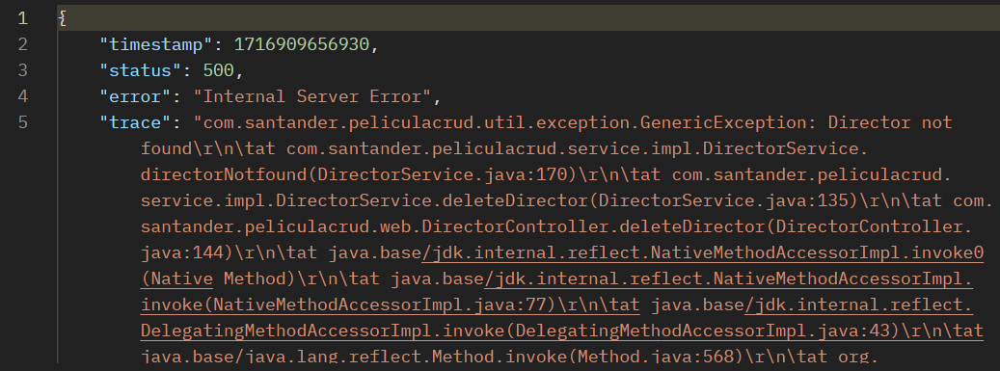 1 {
2 "timestamp": 1716909656930,
3 "status": 500,
4 "error": "Internal Server Error",
5 "trace": "com.santander.peliculacrud.util.exception.GenericException: Director not
found\r\n\tat com.santander.peliculacrud.service.impl.DirectorService.
directorNotfound(DirectorService.java:170)\r\n\tat com.santander.peliculacrud.
service.impl.DirectorService.deleteDirector(DirectorService.java:135)\r\n\tat com.
santander.peliculacrud.web.DirectorController.deleteDirector(DirectorController.
java:144)\r\n\tat java.base/jdk.internal.reflect.NativeMethodAccessorImpl.invoke0
(Native Method)\r\n\tat java.base/jdk.internal.reflect.NativeMethodAccessorImpl.
invoke(NativeMethodAccessorImpl.java:77)\r\n\tat java.base/jdk.internal.reflect.
DelegatingMethodAccessorImpl.invoke(DelegatingMethodAccessorImpl.java:43)\r\n\tat
java.base/java.lang.reflect.Method.invoke(Method.java:568)\r\n\tat org.